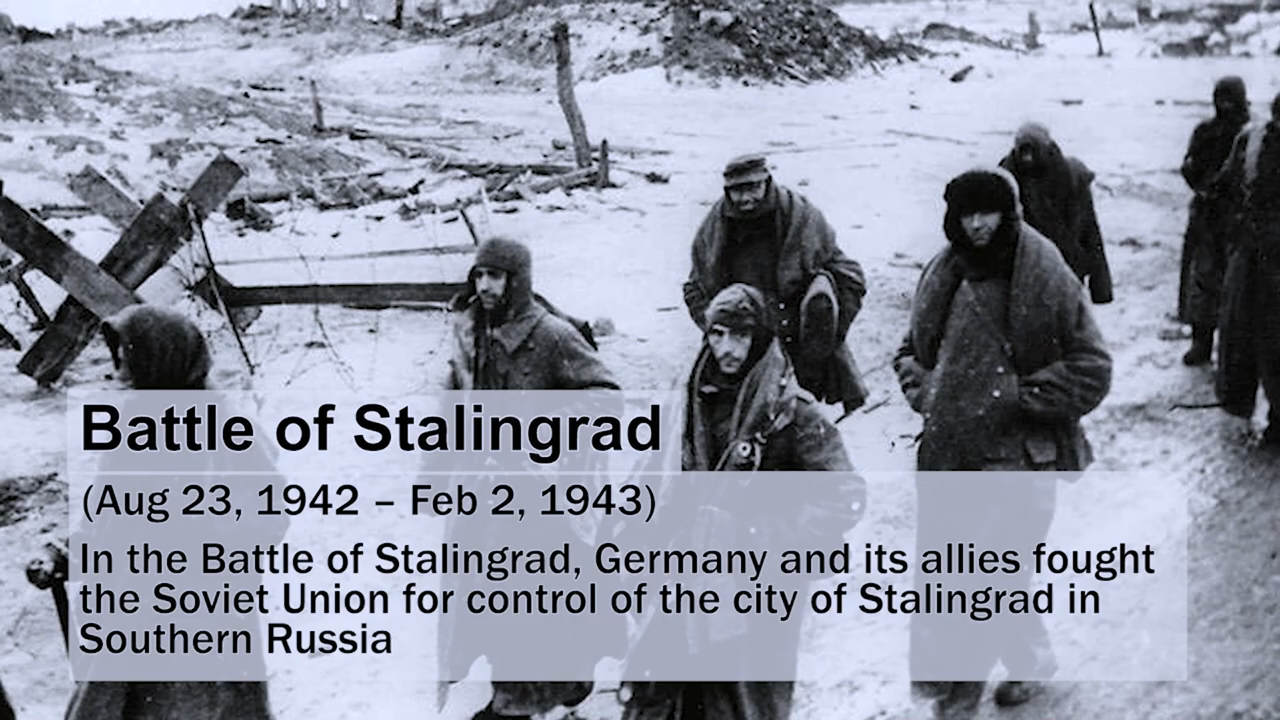 Battle of Stalingrad
(Aug 23, 1942 – Feb 2, 1943)
In the Battle of Stalingrad, Germany and its allies fought
the Soviet Union for control of the city of Stalingrad in
Southern Russia